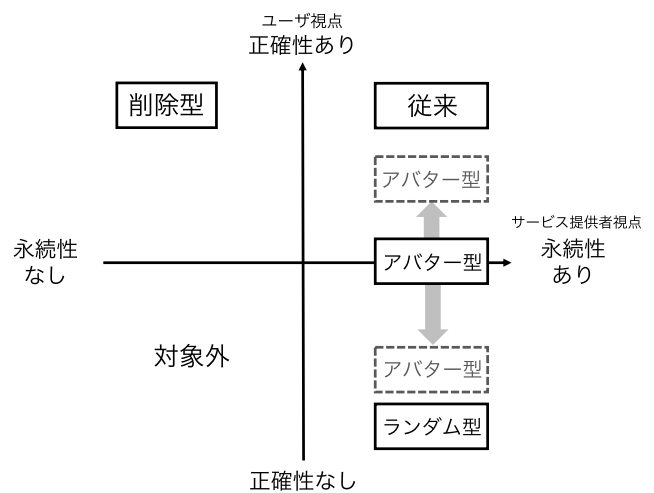 ユーザ視点
正確性あり
削除型
従来
アバター型
サービス提供者視点
永続性
なし
アバター型
永続性
あり
対象外
アバター型
ランダム型
正確性なし